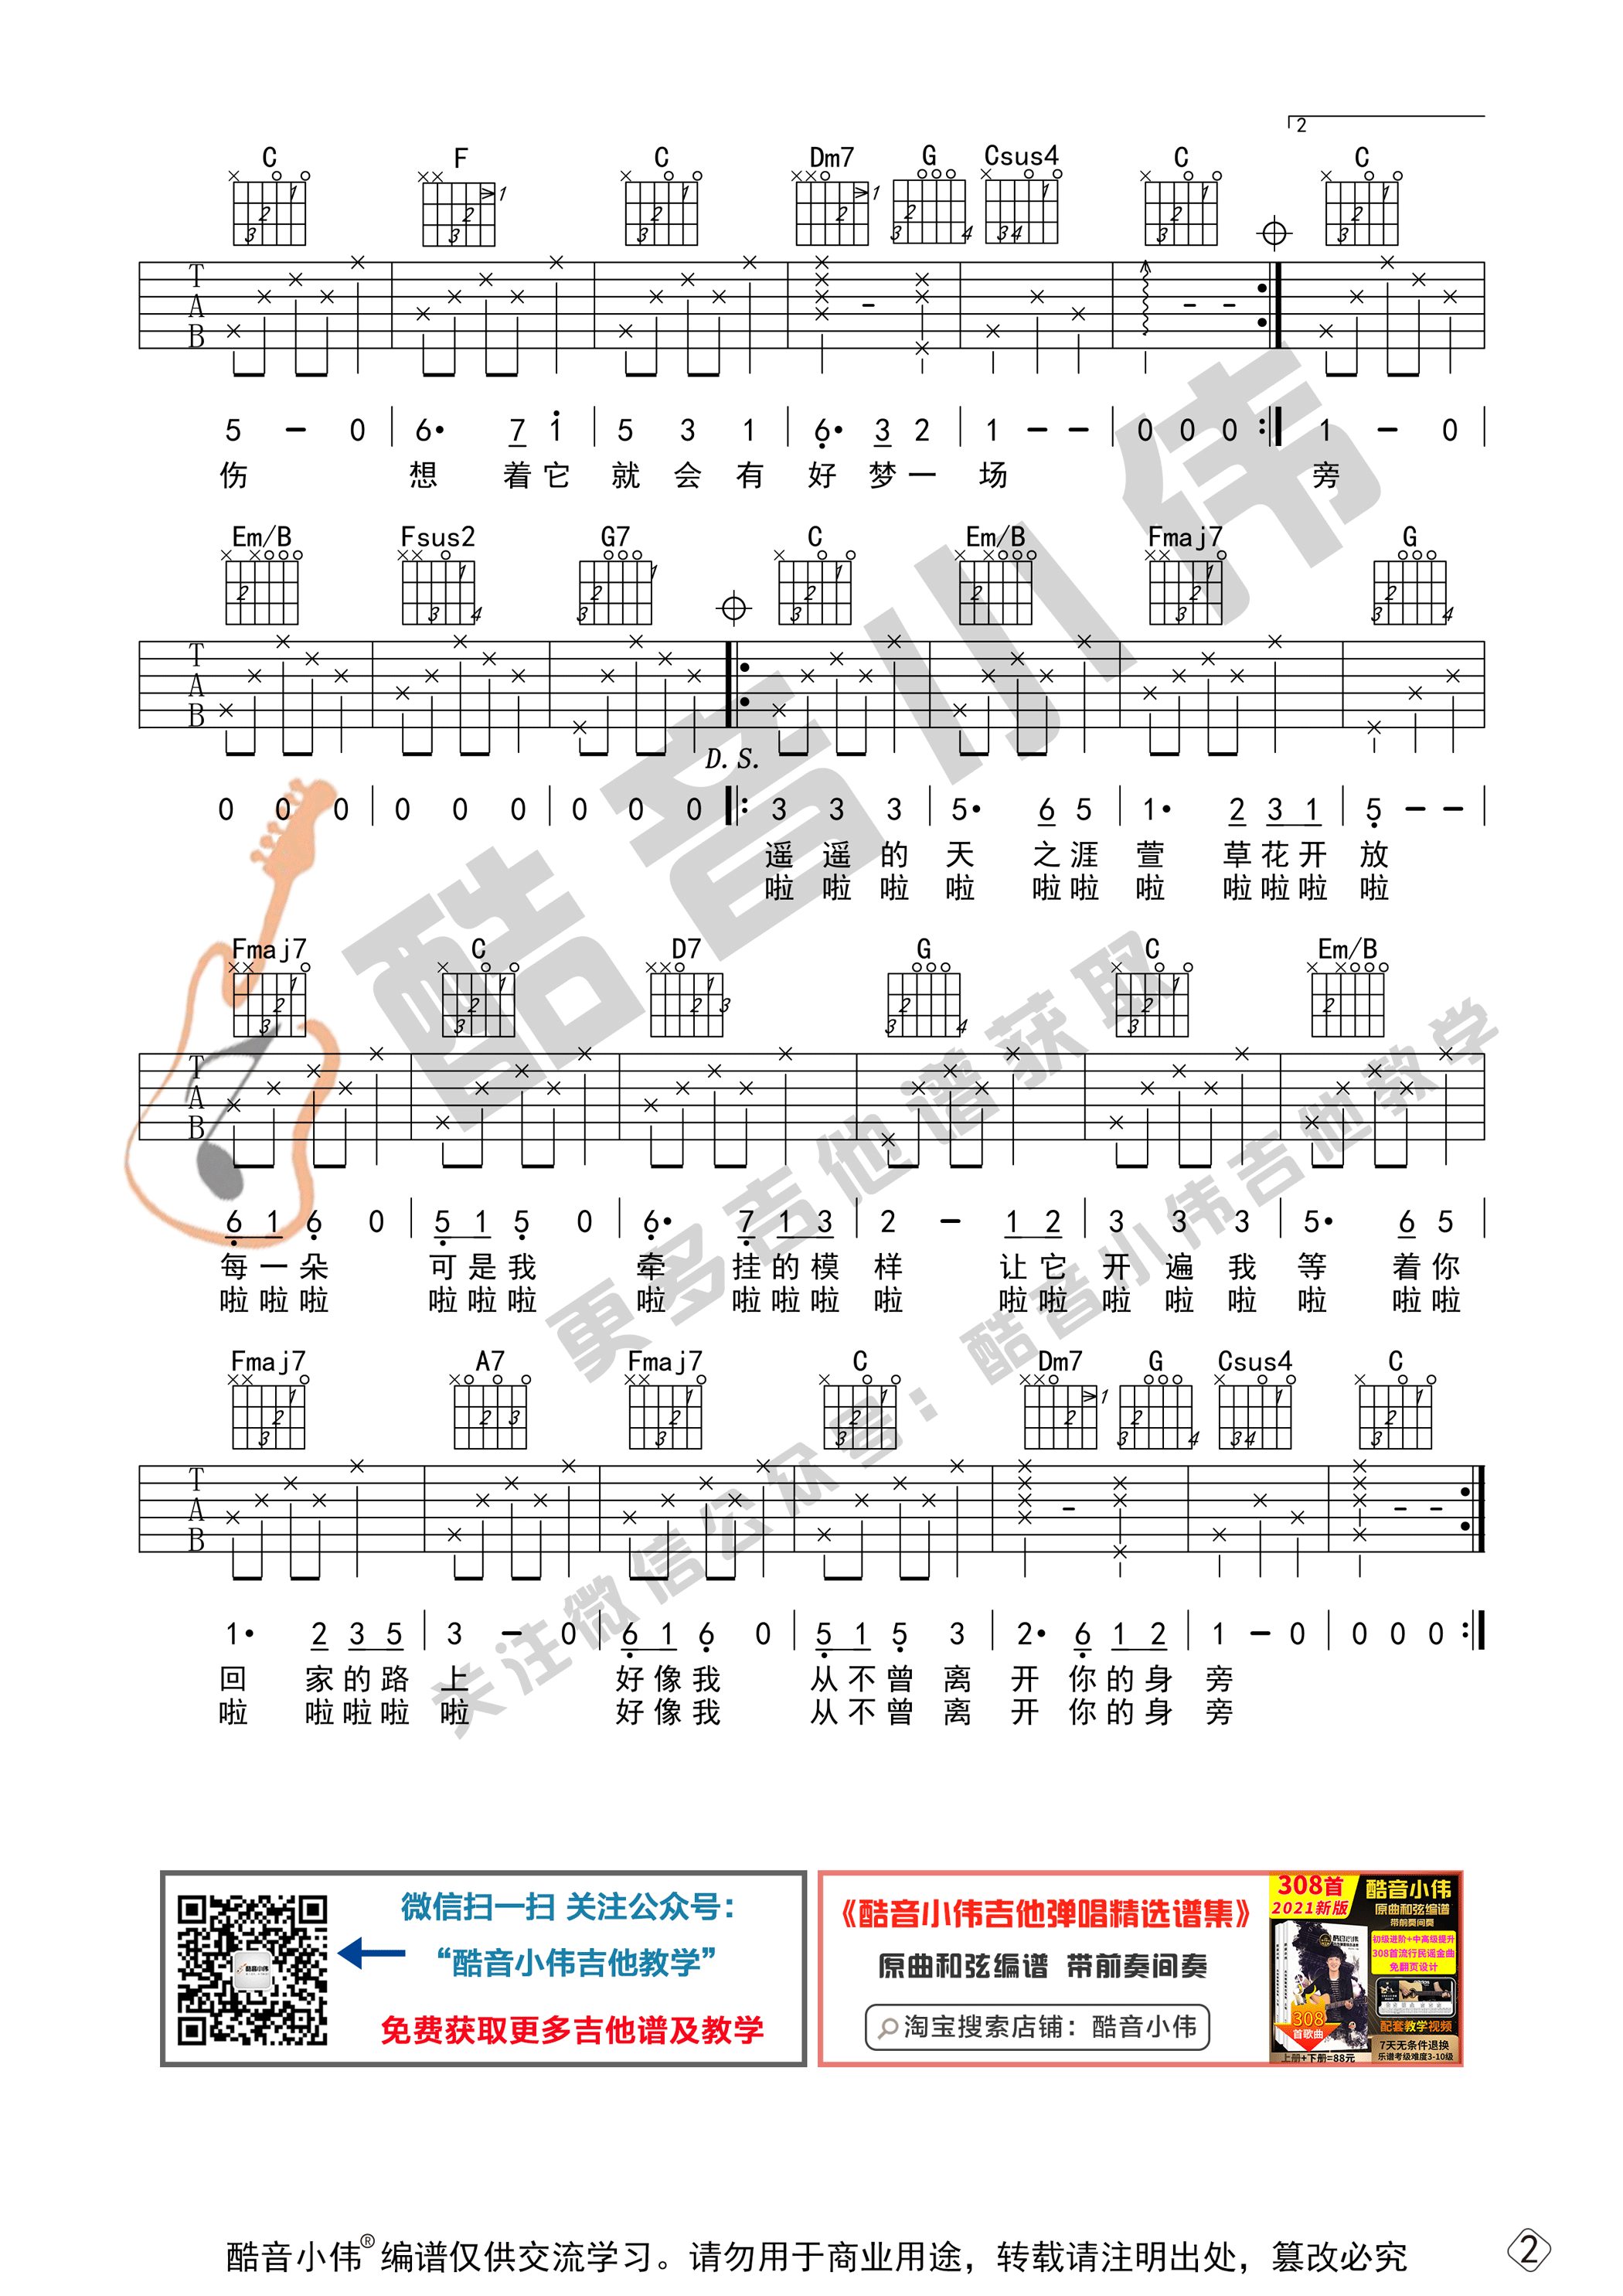 2
C F C Dm7 G Csus4 C C
T
A
B
5 - 0 | 6· 7 1 | 5 3 1 | 6· 3 2 | 1 - - | 0 0 0 :| 1 - 0 |
伤 想 着 它 就 会 有 好 梦 一 场 旁
Em/B Fsus2 G7 C Em/B Fmaj7 G
T
A
B
D. S.
0 0 0 | 0 0 0 | 0 0 0 |: 3 3 3 | 5· 6 5 | 1· 2 3 1 | 5 - - |
遥 遥 的 天 之 涯 萱 草 花 开 放
啦 啦 啦 啦 啦 啦 啦 啦 啦 啦 啦
Fmaj7 C D7 G C Em/B
T
A
B
6 1 6 0 | 5 1 5 0 | 6· 7 1 3 | 2 - 1 2 | 3 3 3 | 5· 6 5 |
每 一 朵 可 是 我 牵 挂 的 模 样 让 它 开 遍 我 等 着 你
啦 啦 啦 啦 啦 啦 啦 啦 啦 啦 啦 啦 啦 啦 啦 啦 啦 啦 啦
Fmaj7 A7 Fmaj7 C Dm7 G Csus4 C
T
A
B
1· 2 3 5 | 3 - 0 | 6 1 6 0 | 5 1 5 3 | 2· 6 1 2 | 1 - 0 | 0 0 0 :|
回 家 的 路 上 好 像 我 从 不 曾 离 开 你 的 身 旁
啦 啦 啦 啦 啦 好 像 我 从 不 曾 离 开 你 的 身 旁
酷音小伟
更多吉他谱获取
关注微信公众号：酷音小伟吉他教学
微信扫一扫 关注公众号：
“酷音小伟吉他教学”
免费获取更多吉他谱及教学
酷音小伟
《酷音小伟吉他弹唱精选谱集》
原曲和弦编谱 带前奏间奏
淘宝搜索店铺：酷音小伟
308首
2021新版
酷音小伟
原曲和弦编谱
带前奏间奏
初级进阶+中高级提升
308首流行民谣金曲
免翻页设计
308
首歌曲
配套教学视频
7天无条件退换
上册+下册=88元
乐谱考级难度3-10级
酷音小伟® 编谱仅供交流学习。请勿用于商业用途，转载请注明出处，篡改必究
2